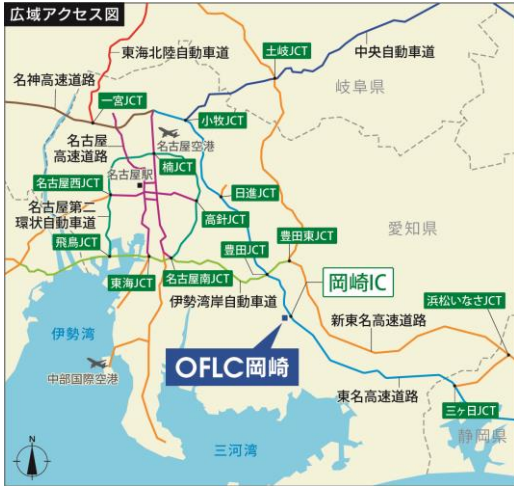 広域アクセス図
土岐JCT
中央自動車道
東海北陸自動車道
岐阜県
名神高速道路
一宮JCT
小牧JCT
名古屋
高速道路
名古屋空港
楠JCT
名古屋駅
名古屋西JCT
日進JCT
名古屋第二
環状自動車道
高針JCT
愛知県
飛島JCT
豊田JCT
豊田東JCT
東海JCT
名古屋南JCT
岡崎IC
伊勢湾岸自動車道
浜松いなさJCT
新東名高速道路
伊勢湾
OFLC岡崎
中部国際空港
東名高速道路
三ヶ日JCT
静岡県
三河湾
N